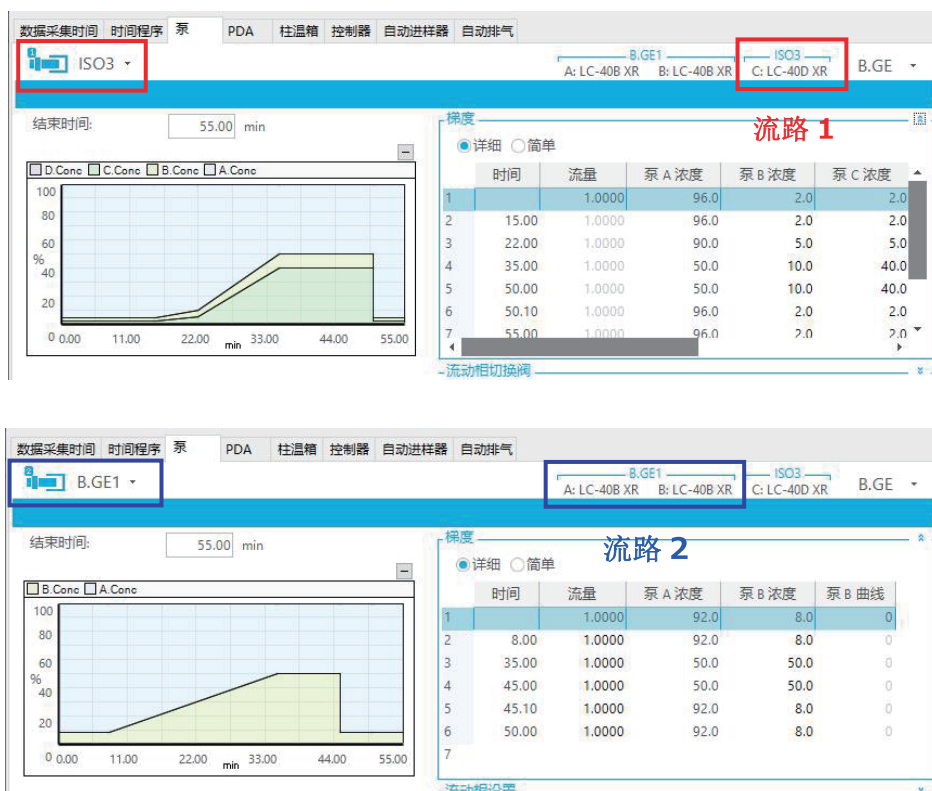 数据采集时间 时间程序 泵 PDA 柱温箱 控制器 自动进样器 自动排气
1 ISO3
B.GE1 ISO3
A: LC-40B XR B: LC-40B XR C: LC-40D XR B.GE
结束时间: 55.00 min
梯度
流路 1
详细 简单
D.Conc C.Conc B.Conc A.Conc
时间 流量 泵 A 浓度 泵 B 浓度 泵 C 浓度
1 1.0000 96.0 2.0 2.0
2 15.00 1.0000 96.0 2.0 2.0
3 22.00 1.0000 90.0 5.0 5.0
4 35.00 1.0000 50.0 10.0 40.0
5 50.00 1.0000 50.0 10.0 40.0
6 50.10 1.0000 96.0 2.0 2.0
7 55.00 1.0000 96.0 2.0 2.0
100
80
60
%
40
20
0 0.00 11.00 22.00 min 33.00 44.00 55.00
流动相切换阀
数据采集时间 时间程序 泵 PDA 柱温箱 控制器 自动进样器 自动排气
2 B.GE1
B.GE1 ISO3
A: LC-40B XR B: LC-40B XR C: LC-40D XR B.GE
结束时间: 55.00 min
梯度
流路 2
详细 简单
B.Conc A.Conc
时间 流量 泵 A 浓度 泵 B 浓度 泵 B 曲线
1 1.0000 92.0 8.0 0
2 8.00 1.0000 92.0 8.0 0
3 35.00 1.0000 50.0 50.0 0
4 45.00 1.0000 50.0 50.0 0
5 45.10 1.0000 92.0 8.0 0
6 50.00 1.0000 92.0 8.0 0
7
100
80
60
%
40
20
0 0.00 11.00 22.00 min 33.00 44.00 55.00
流动相设置